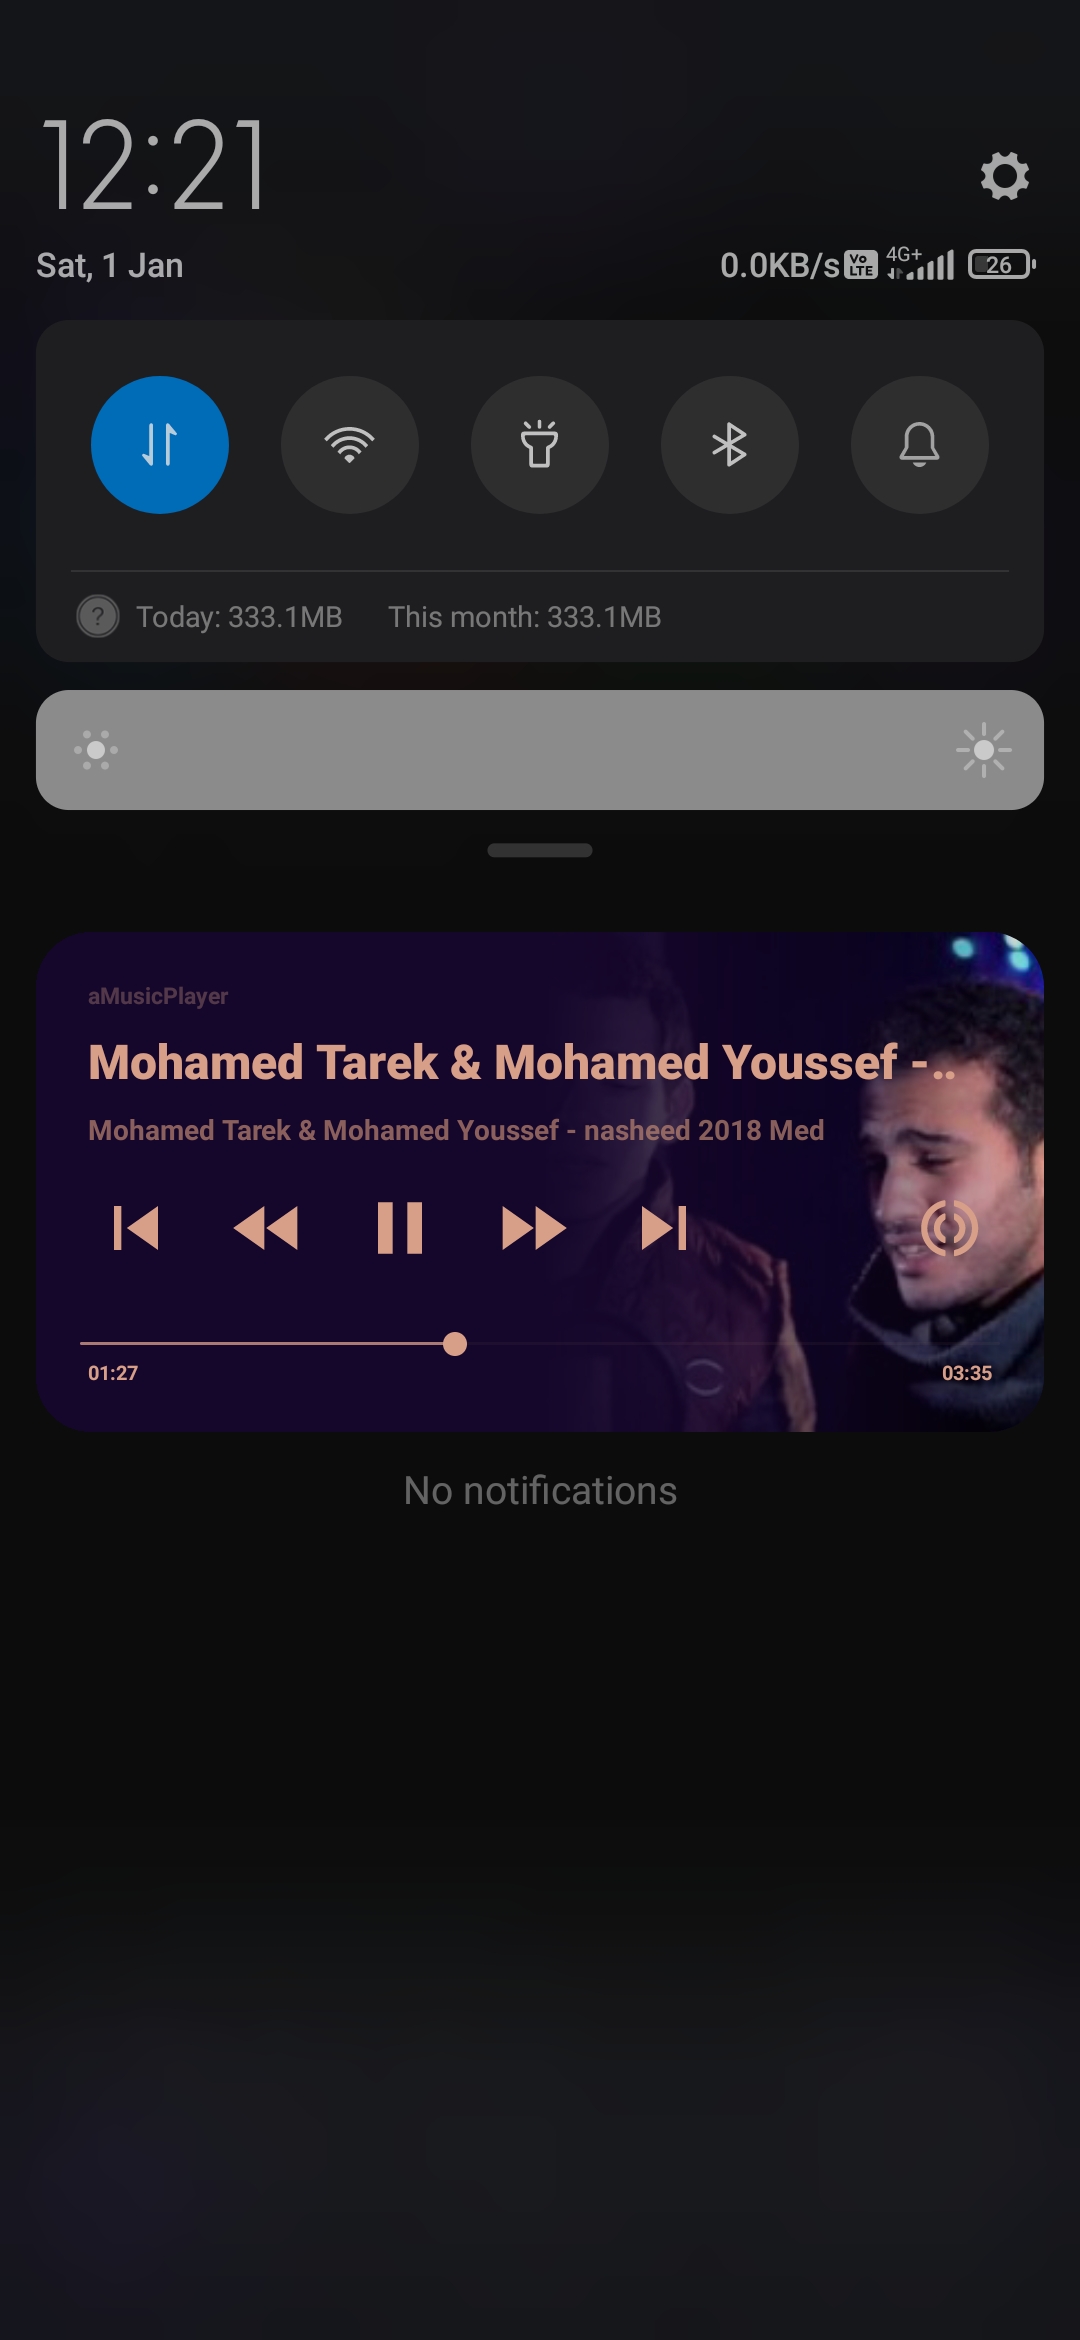 12:21
Sat, 1 Jan
0.0KB/s Vo LTE 4G+ 26
Today: 333.1MB This month: 333.1MB
aMusicPlayer
Mohamed Tarek & Mohamed Youssef -..
Mohamed Tarek & Mohamed Youssef - nasheed 2018 Med
01:27 03:35
No notifications